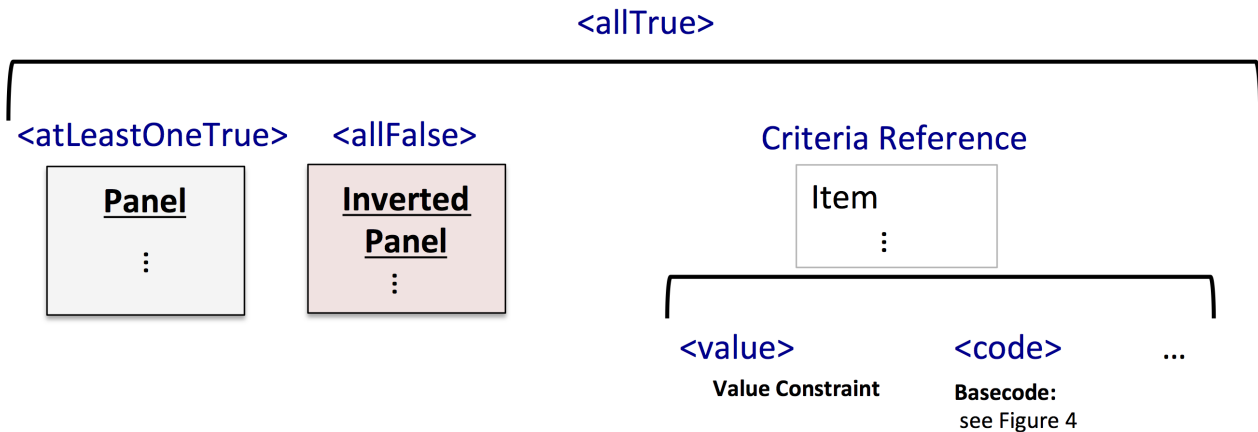 <allTrue>
<atLeastOneTrue>
<allFalse>
Criteria Reference
Panel
⋮
Inverted
Panel
⋮
Item
⋮
<value>
<code>
...
Value Constraint
Basecode:
see Figure 4